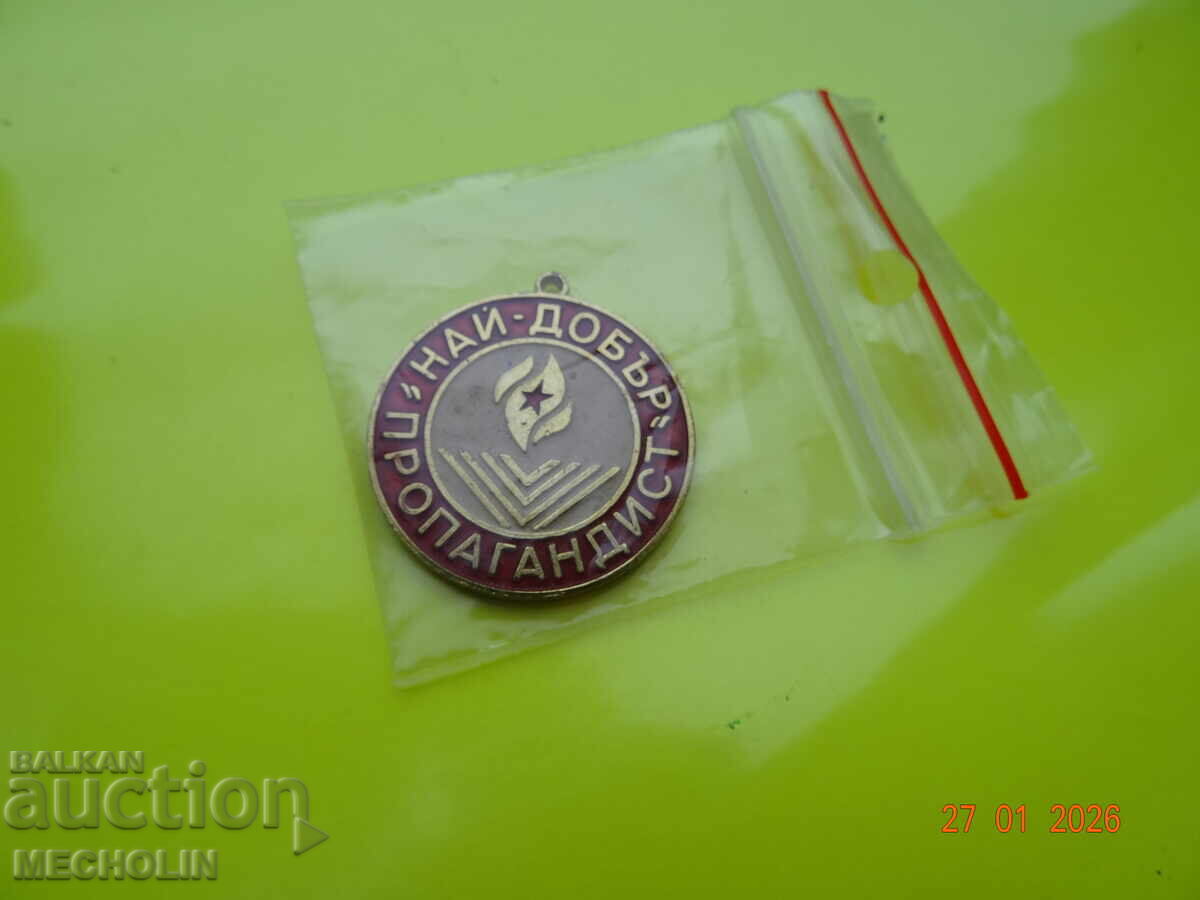 "НАЙ-ДОБЪР"
ПРОПАГАНДИСТ
BALKAN
auction
MECHOLIN
27 01 2026